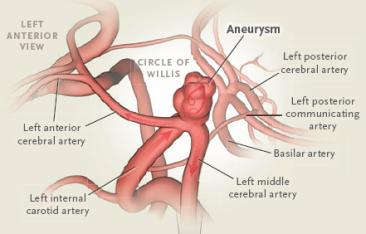 LEFT
ANTERIOR
VIEW
Aneurysm
CIRCLE OF
WILLIS
Left posterior
cerebral artery
Left posterior
communicating
artery
Left anterior
cerebral artery
Basilar artery
Left middle
cerebral artery
Left internal
carotid artery